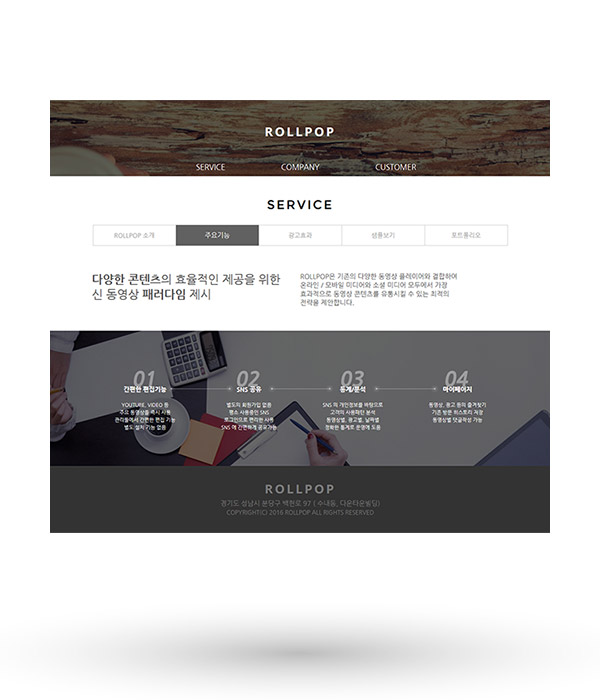 ROLLPOP
SERVICE COMPANY CUSTOMER
SERVICE
ROLLPOP 소개 주요기능 광고효과 샘플보기 포트폴리오
다양한 콘텐츠의 효율적인 제공을 위한
신 동영상 패러다임 제시
ROLLPOP은 기존의 다양한 동영상 플레이어와 결합하여
온라인 / 모바일 미디어와 소셜 미디어 모두에서 가장
효과적으로 동영상 콘텐츠를 유통시킬 수 있는 최적의
전략을 제안합니다.
01
간편한 편집기능
YOUTURE, VIDEO 등
주요 동영상을 즉시 사용
관리툴에서 간편한 편집 기능
별도 설치 기능 없음
02
SNS 공유
별도의 회원가입 없음
평소 사용중인 SNS
로그인으로 편리한 사용
SNS 에 간편하게 공유가능
03
통계/분석
SNS 의 개인정보를 바탕으로
고객의 사용패턴 분석
동영상별, 광고별, 날짜별
정확한 통계로 운영에 도움
04
마이페이지
동영상, 광고 등의 즐겨찾기
기존 방문 히스토리 저장
동영상별 댓글작성 가능
ROLLPOP
경기도 성남시 분당구 백현로 97 ( 수내동, 다운타운빌딩)
COPYRIGHT(C) 2016 ROLLPOP ALL RIGHTS RESERVED